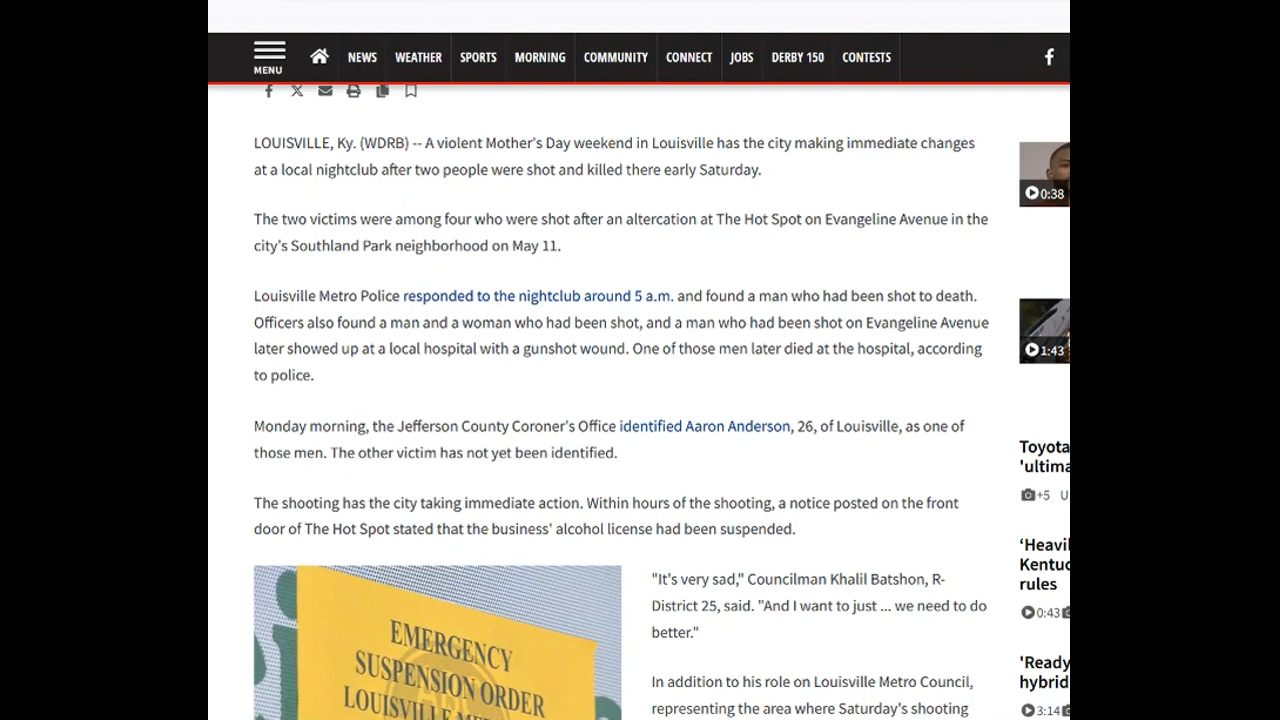 MENU
NEWS
WEATHER
SPORTS
MORNING
COMMUNITY
CONNECT
JOBS
DERBY 150
CONTESTS
LOUISVILLE, Ky. (WDRB) -- A violent Mother's Day weekend in Louisville has the city making immediate changes
at a local nightclub after two people were shot and killed there early Saturday.
The two victims were among four who were shot after an altercation at The Hot Spot on Evangeline Avenue in the
city's Southland Park neighborhood on May 11.
Louisville Metro Police responded to the nightclub around 5 a.m. and found a man who had been shot to death.
Officers also found a man and a woman who had been shot, and a man who had been shot on Evangeline Avenue
later showed up at a local hospital with a gunshot wound. One of those men later died at the hospital, according
to police.
Monday morning, the Jefferson County Coroner's Office identified Aaron Anderson, 26, of Louisville, as one of
those men. The other victim has not yet been identified.
The shooting has the city taking immediate action. Within hours of the shooting, a notice posted on the front
door of The Hot Spot stated that the business' alcohol license had been suspended.
EMERGENCY
SUSPENSION ORDER
LOUISVILLE
"It's very sad," Councilman Khalil Batshon, R-
District 25, said. "And I want to just ... we need to do
better."
In addition to his role on Louisville Metro Council,
representing the area where Saturday's shooting
0:38
1:43
Toyota
'ultima
+5 U
'Heavil
Kentuc
rules
0:43
'Ready
hybrid
3:14